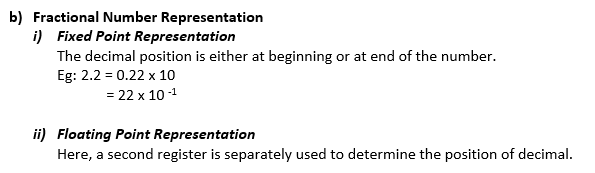 b) Fractional Number Representation
i) Fixed Point Representation
The decimal position is either at beginning or at end of the number.
Eg: 2.2 = 0.22 x 10
= 22 x 10 -1
ii) Floating Point Representation
Here, a second register is separately used to determine the position of decimal.